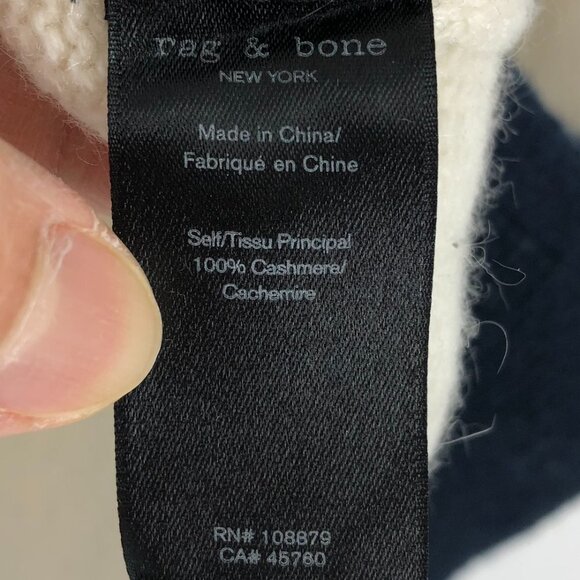 rag & bone
NEW YORK
Made in China/
Fabriqué en Chine
Self/Tissu Principal
100% Cashmere/
Cachemire
RN# 108879
CA# 45760